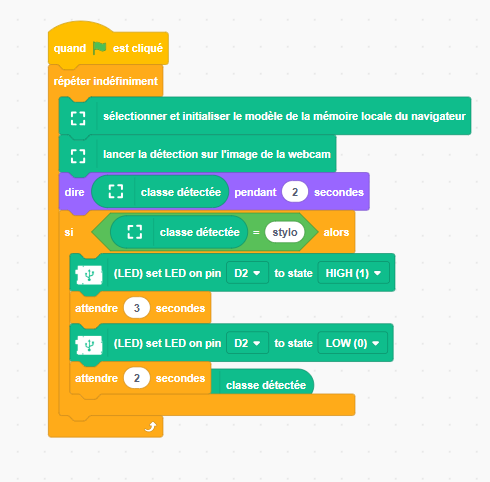 quand est cliqué
répéter indéfiniment
sélectionner et initialiser le modèle de la mémoire locale du navigateur
lancer la détection sur l'image de la webcam
dire classe détectée pendant 2 secondes
si classe détectée = stylo alors
(LED) set LED on pin D2 to state HIGH (1)
attendre 3 secondes
(LED) set LED on pin D2 to state LOW (0)
attendre 2 secondes
classe détectée